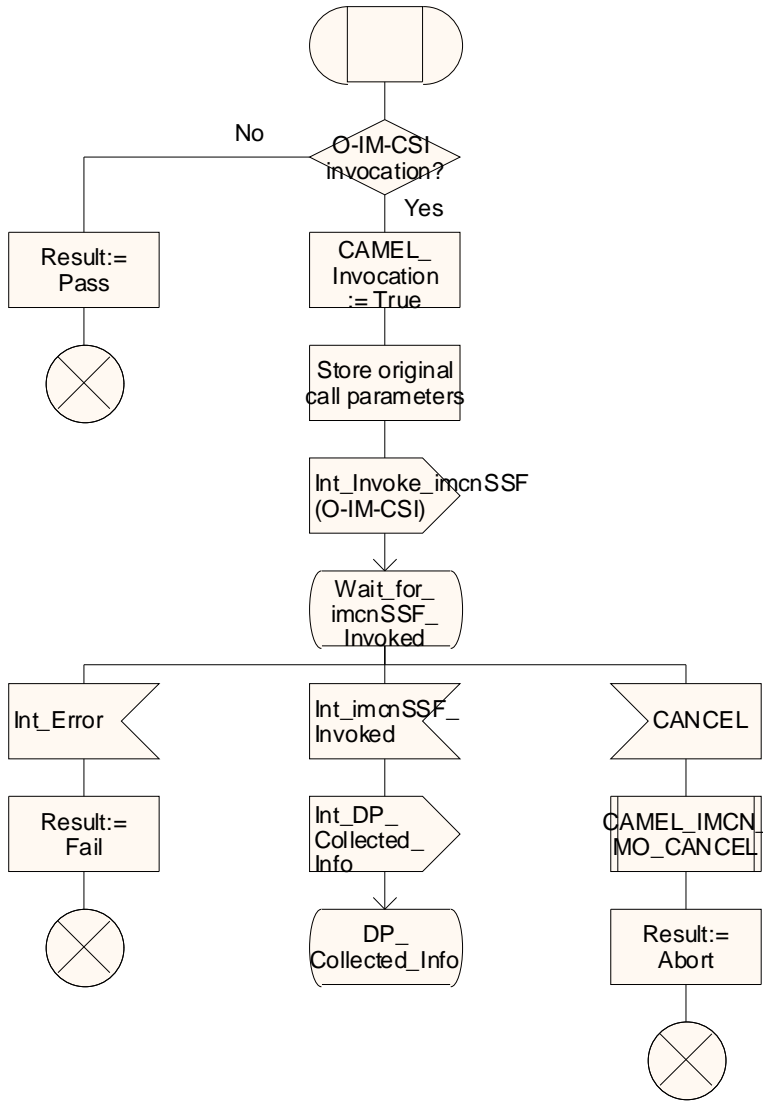 No
O-IM-CSI
invocation?
Yes
Result:=
Pass
CAMEL_
Invocation
:= True
Store original
call parameters
Int_Invoke_imcnSSF
(O-IM-CSI)
Wait_for_
imcnSSF_
Invoked
Int_Error
Int_imcnSSF_
Invoked
CANCEL
Result:=
Fail
Int_DP_
Collected_
Info
CAMEL_IMCN_
MO_CANCEL
DP_
Collected_Info
Result:=
Abort